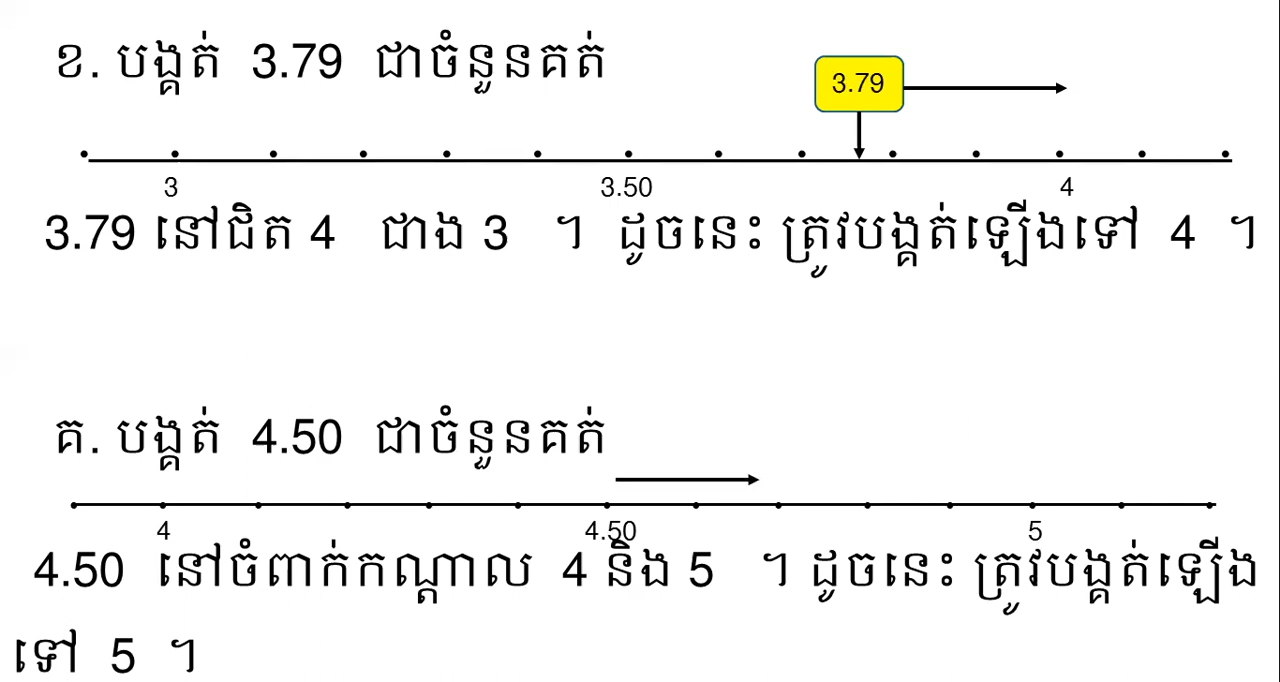 ខ. បង្គត់ 3.79 ជាចំនួនគត់
3.79
3 3.50 4
3.79 នៅជិត 4 ជាង 3 ។ ដូចនេះ ត្រូវបង្គត់ឡើងទៅ 4 ។
គ. បង្គត់ 4.50 ជាចំនួនគត់
4 4.50 5
4.50 នៅចំពាក់កណ្ដាល 4 និង 5 ។ ដូចនេះ ត្រូវបង្គត់ឡើង
ទៅ 5 ។